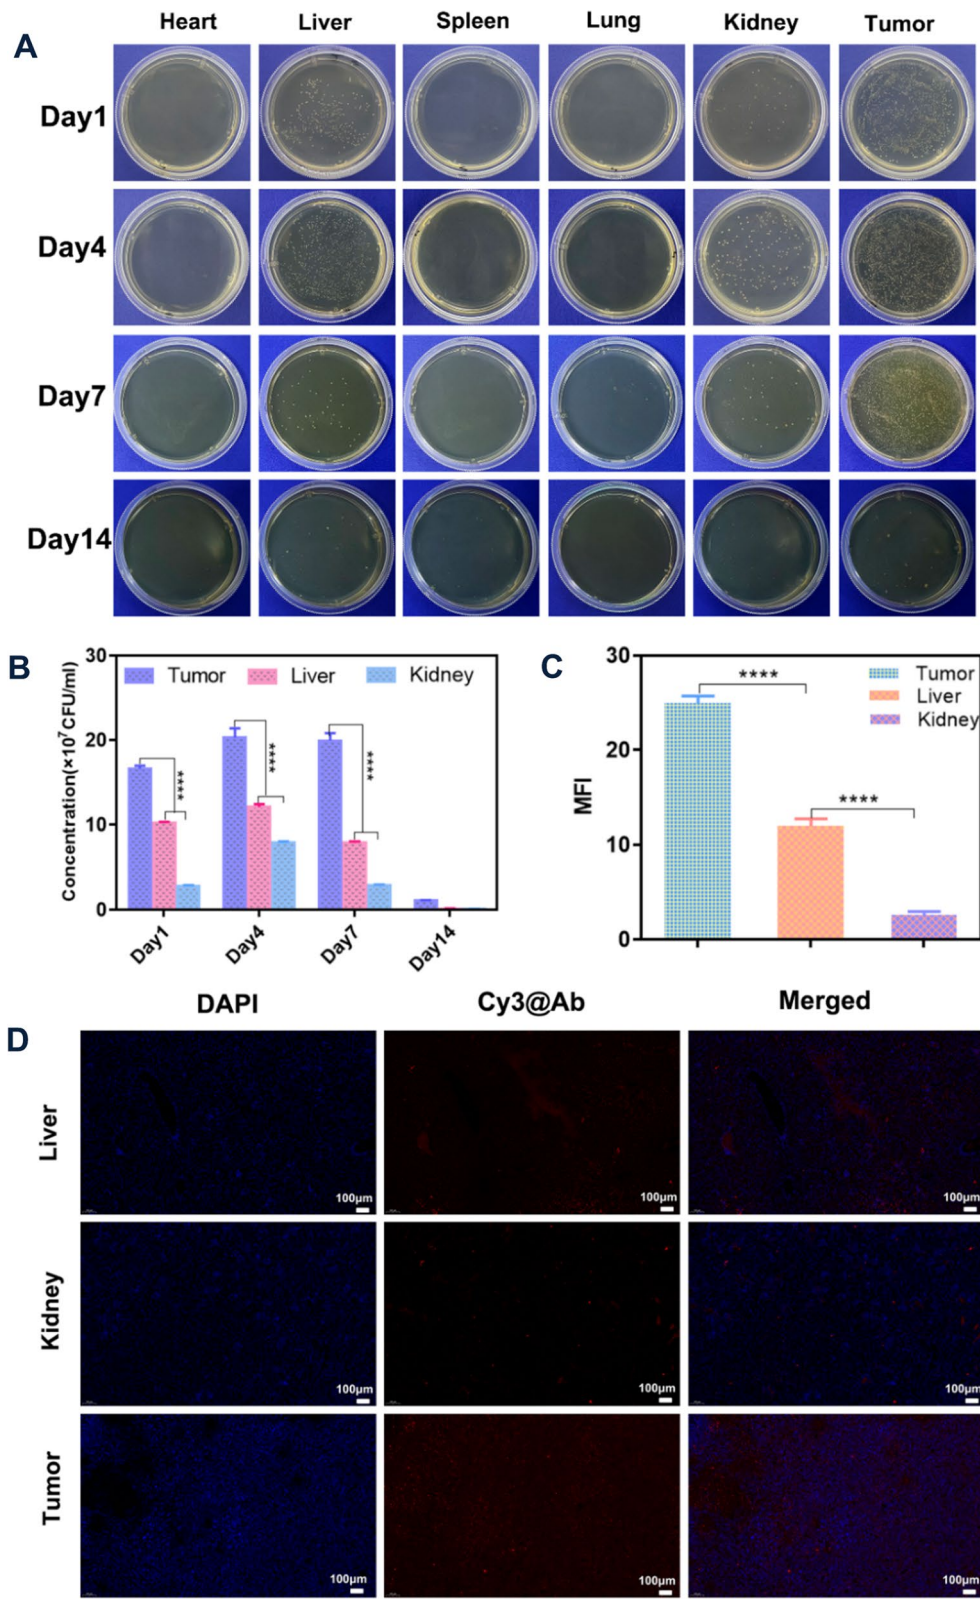 A
Heart Liver Spleen Lung Kidney Tumor
Day1
Day4
Day7
Day14
B
Concentration(×10⁷CFU/ml)
30
20
10
0
Tumor Liver Kidney
****
****
****
Day1 Day4 Day7 Day14
C
MFI
30
20
10
0
Tumor
Liver
Kidney
****
****
D
DAPI Cy3@Ab Merged
Liver
100μm 100μm 100μm
Kidney
100μm 100μm 100μm
Tumor
100μm 100μm 100μm